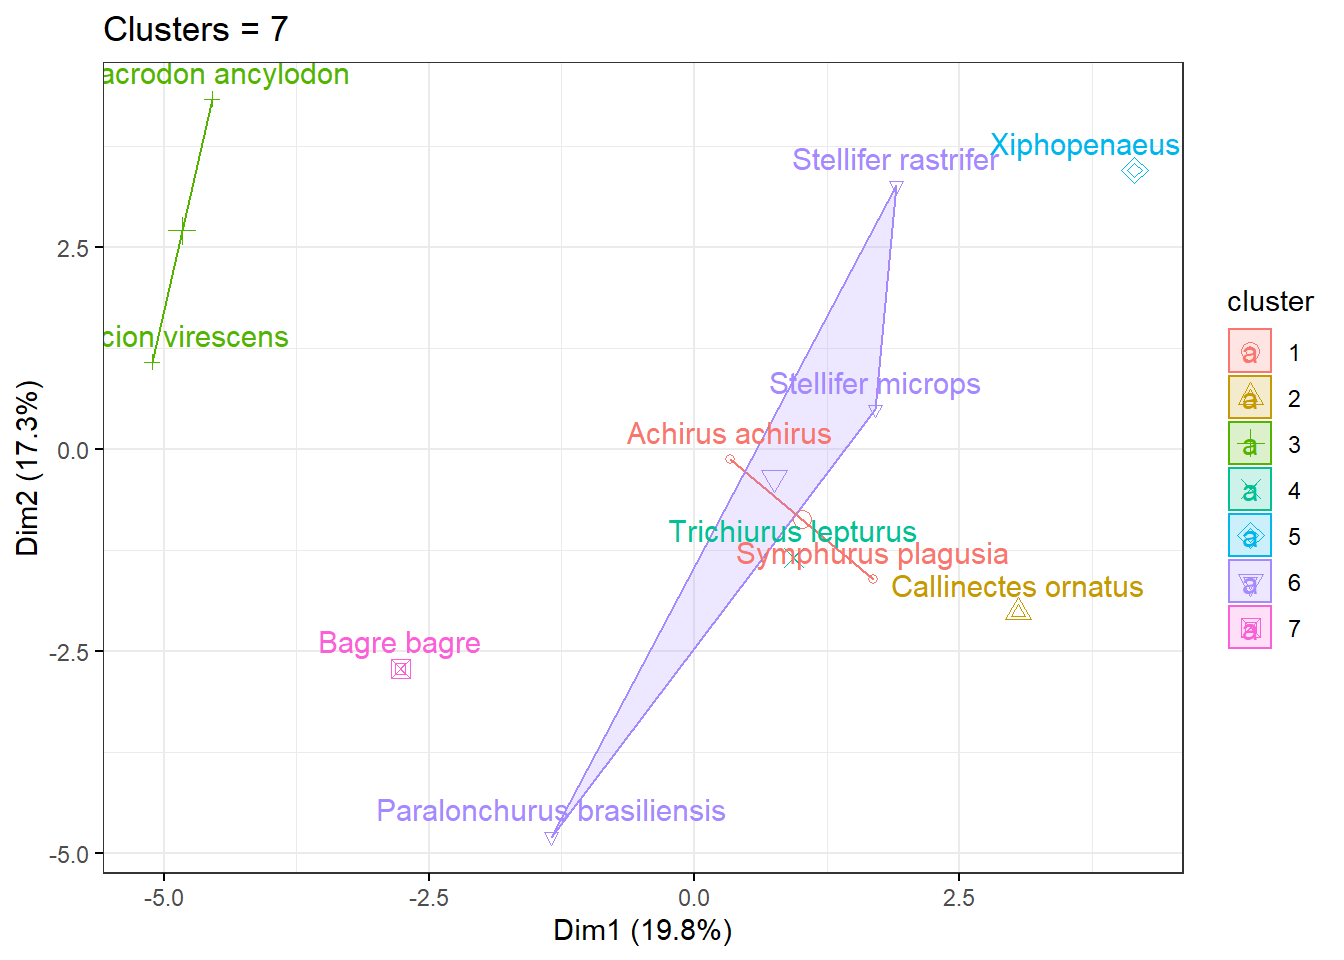 Clusters = 7
acrodon ancylodon
Xiphopenaeus
Stellifer rastrifer
cion virescens
Stellifer microps
Achirus achirus
Trichiurus lepturus
Symphurus plagusia
Callinectes ornatus
Bagre bagre
Paralonchurus brasiliensis
2.5
0.0
-2.5
-5.0
Dim2 (17.3%)
-5.0
-2.5
0.0
2.5
Dim1 (19.8%)
cluster
a 1
a 2
a 3
a 4
a 5
a 6
a 7